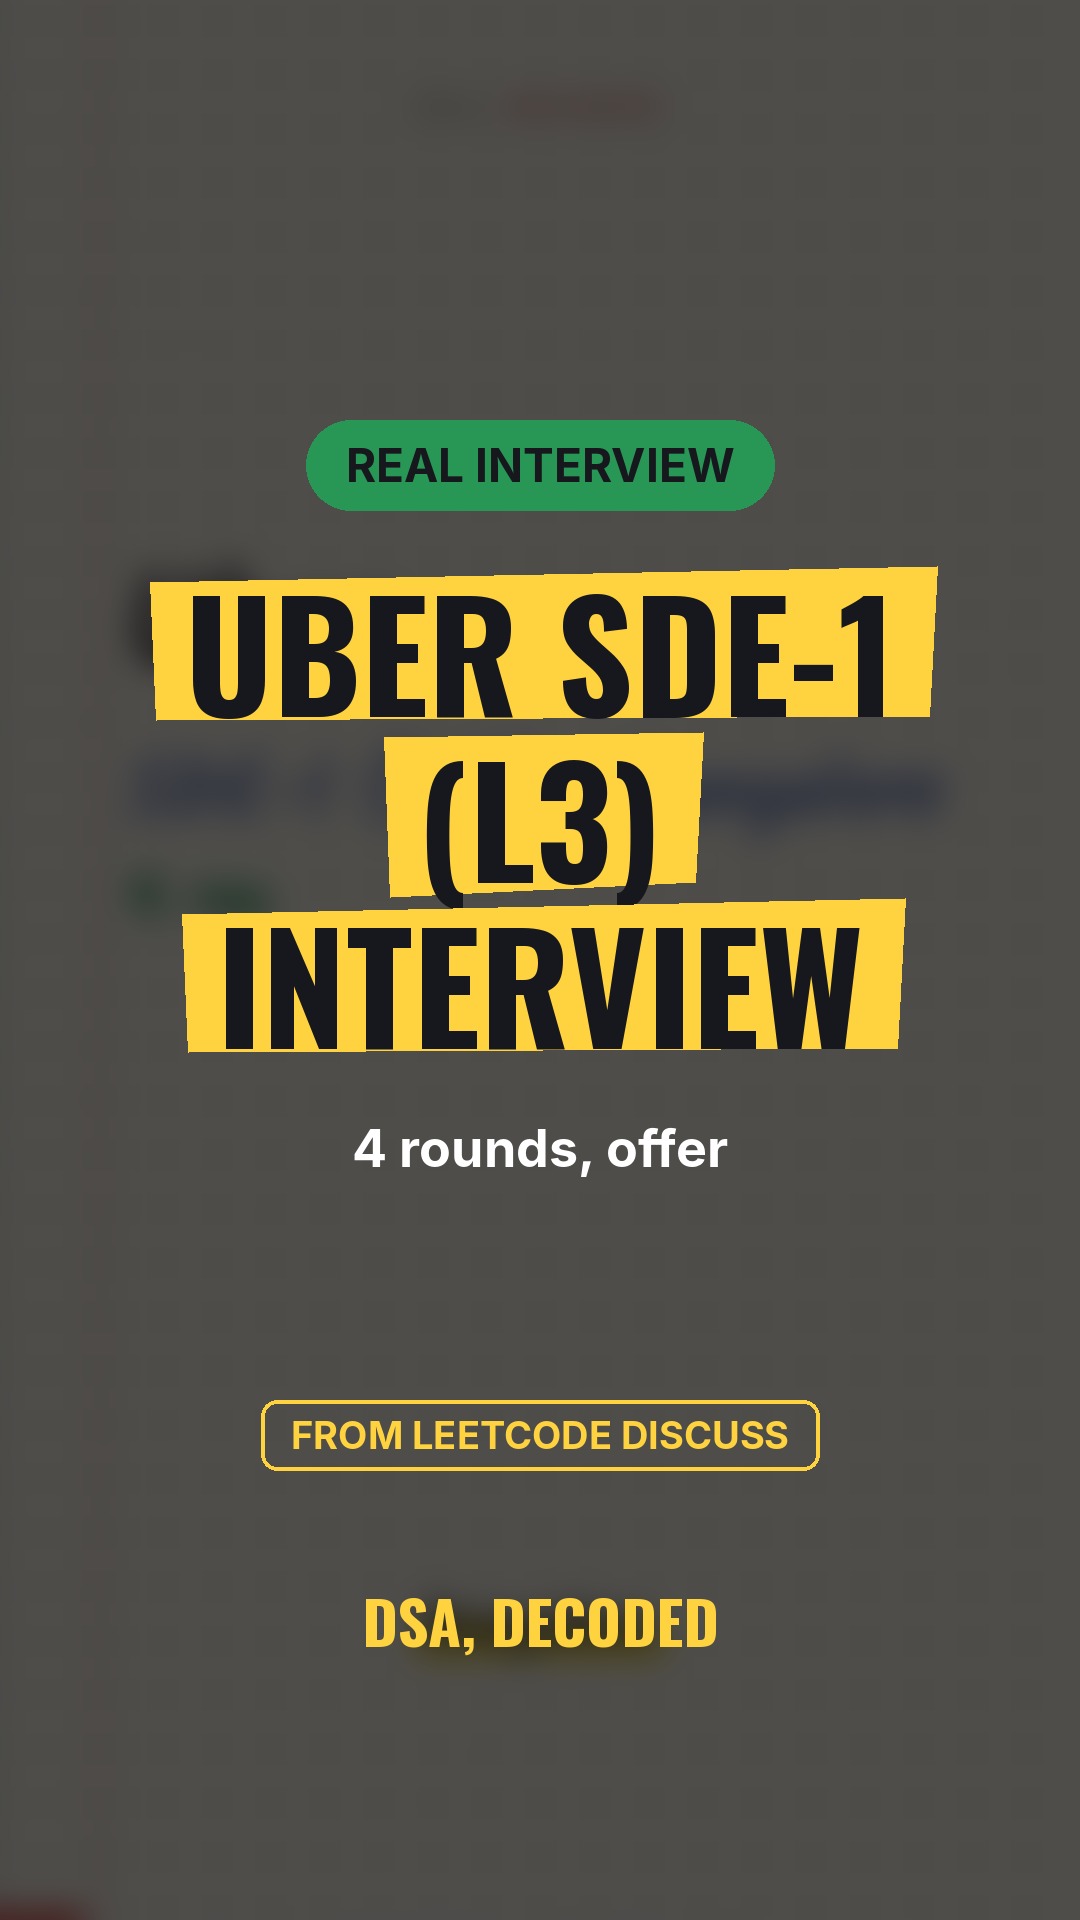 REAL INTERVIEW
UBER SDE-1
(L3)
INTERVIEW
4 rounds, offer
FROM LEETCODE DISCUSS
DSA, DECODED